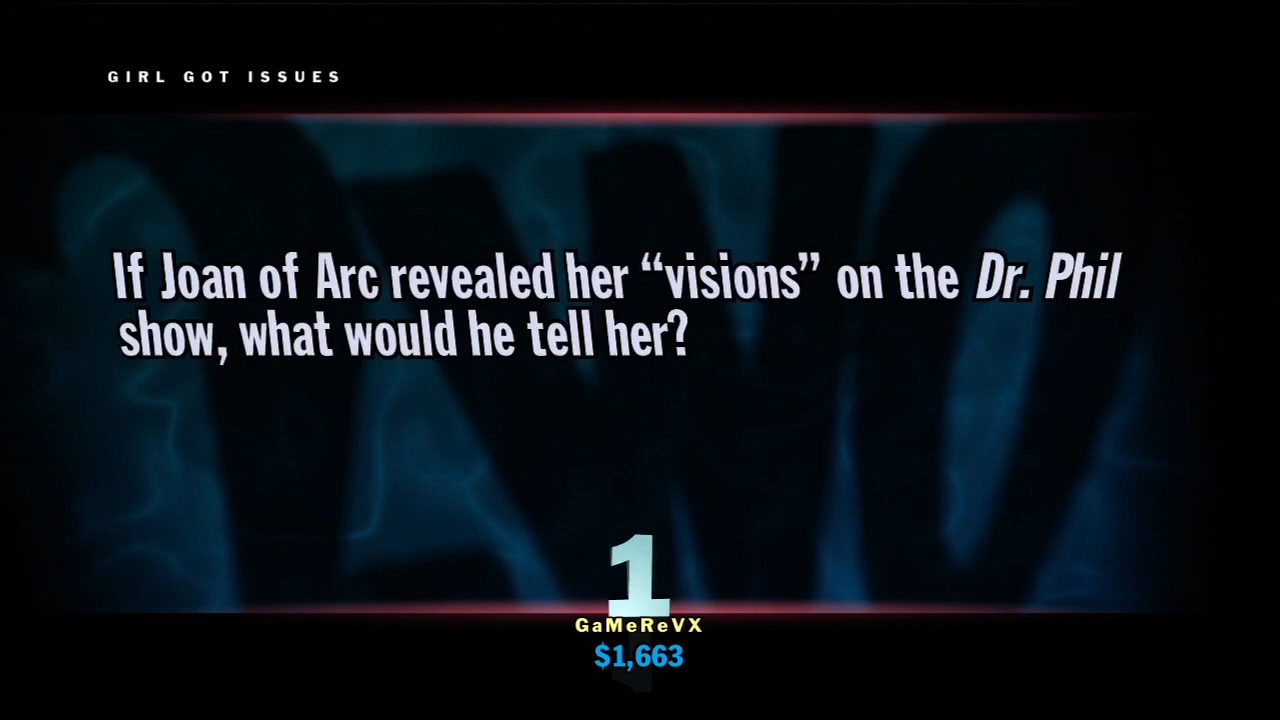 GIRL GOT ISSUES
If Joan of Arc revealed her “visions” on the Dr. Phil
show, what would he tell her?
1
GaMeReVX
$1,663